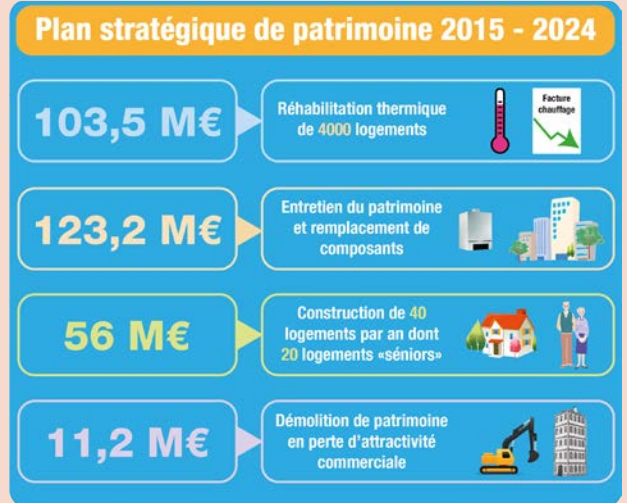 Plan stratégique de patrimoine 2015 - 2024
103,5 M€
Réhabilitation thermique
de 4000 logements
Facture
chauffage
123,2 M€
Entretien du patrimoine
et remplacement de
composants
56 M€
Construction de 40
logements par an dont
20 logements «séniors»
11,2 M€
Démolition de patrimoine
en perte d'attractivité
commerciale